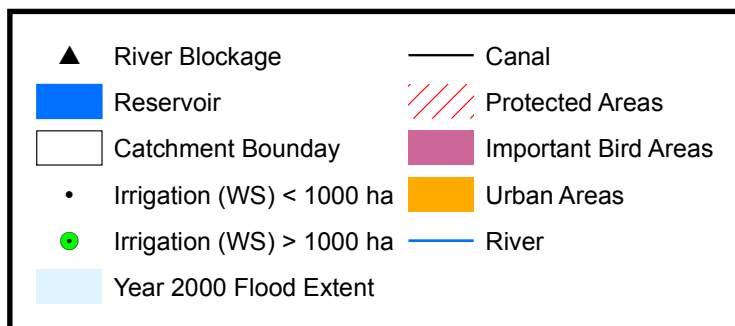 River Blockage
Reservoir
Catchment Bounday
Irrigation (WS) < 1000 ha
Irrigation (WS) > 1000 ha
Year 2000 Flood Extent
Canal
Protected Areas
Important Bird Areas
Urban Areas
River